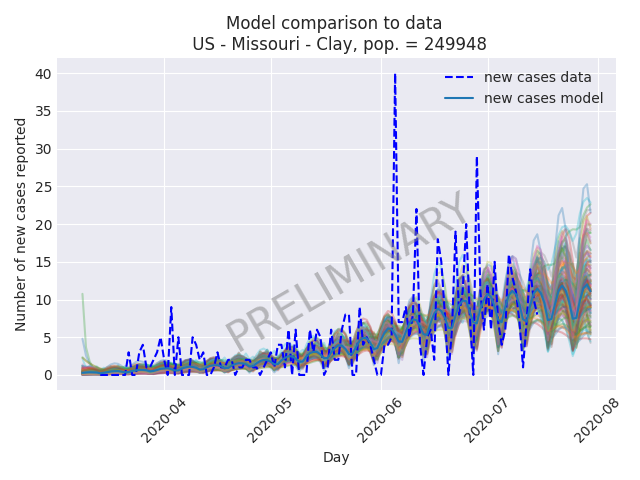 Model comparison to data
US - Missouri - Clay, pop. = 249948
new cases data
new cases model
Number of new cases reported
40
35
30
25
20
15
10
5
0
PRELIMINARY
2020-04
2020-05
2020-06
2020-07
2020-08
Day